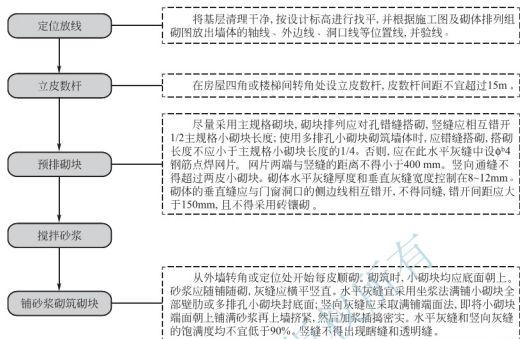 定位放线
将基层清理干净,按设计标高进行找平,并根据施工图及砌体排列组
砌图放出墙体的轴线、外边线、洞口线等位置线,并验线。
立皮数杆
在房屋四角或楼梯间转角处设立皮数杆,皮数杆间距不宜超过15m。
预排砌块
尽量采用主规格砌块,砌块排列应对孔错缝搭砌,竖缝应相互错开
1/2主规格小砌块长度;使用多排孔小砌块砌筑墙体时,应错缝搭砌,搭砌
长度不应小于主规格小砌块长度的1/4。否则,应在此水平灰缝中设φᵇ4
钢筋点焊网片。网片两端与竖缝的距离不得小于400 mm。竖向通缝不
得超过两皮小砌块。砌体水平灰缝厚度和垂直灰缝宽度控制在8~12mm。
砌体的垂直缝应与门窗洞口的侧边线相互错开,不得同缝,错开间距应大
于150mm,且不得采用砖镶砌。
搅拌砂浆
铺砂浆砌筑砌块
从外墙转角或定位处开始每皮顺砌,砌筑时,小砌块均应底面朝上。
砂浆应随铺随砌,灰缝应横平竖直。水平灰缝宜采用坐浆法满铺小砌块全
部壁肋或多排孔小砌块封底面;竖向灰缝应采取满铺端面法,即将小砌块
端面朝上铺满砂浆再上墙挤紧,然后加浆插捣密实。水平灰缝和竖向灰缝
的饱满度均不宜低于90%。竖缝不得出现瞎缝和透明缝。